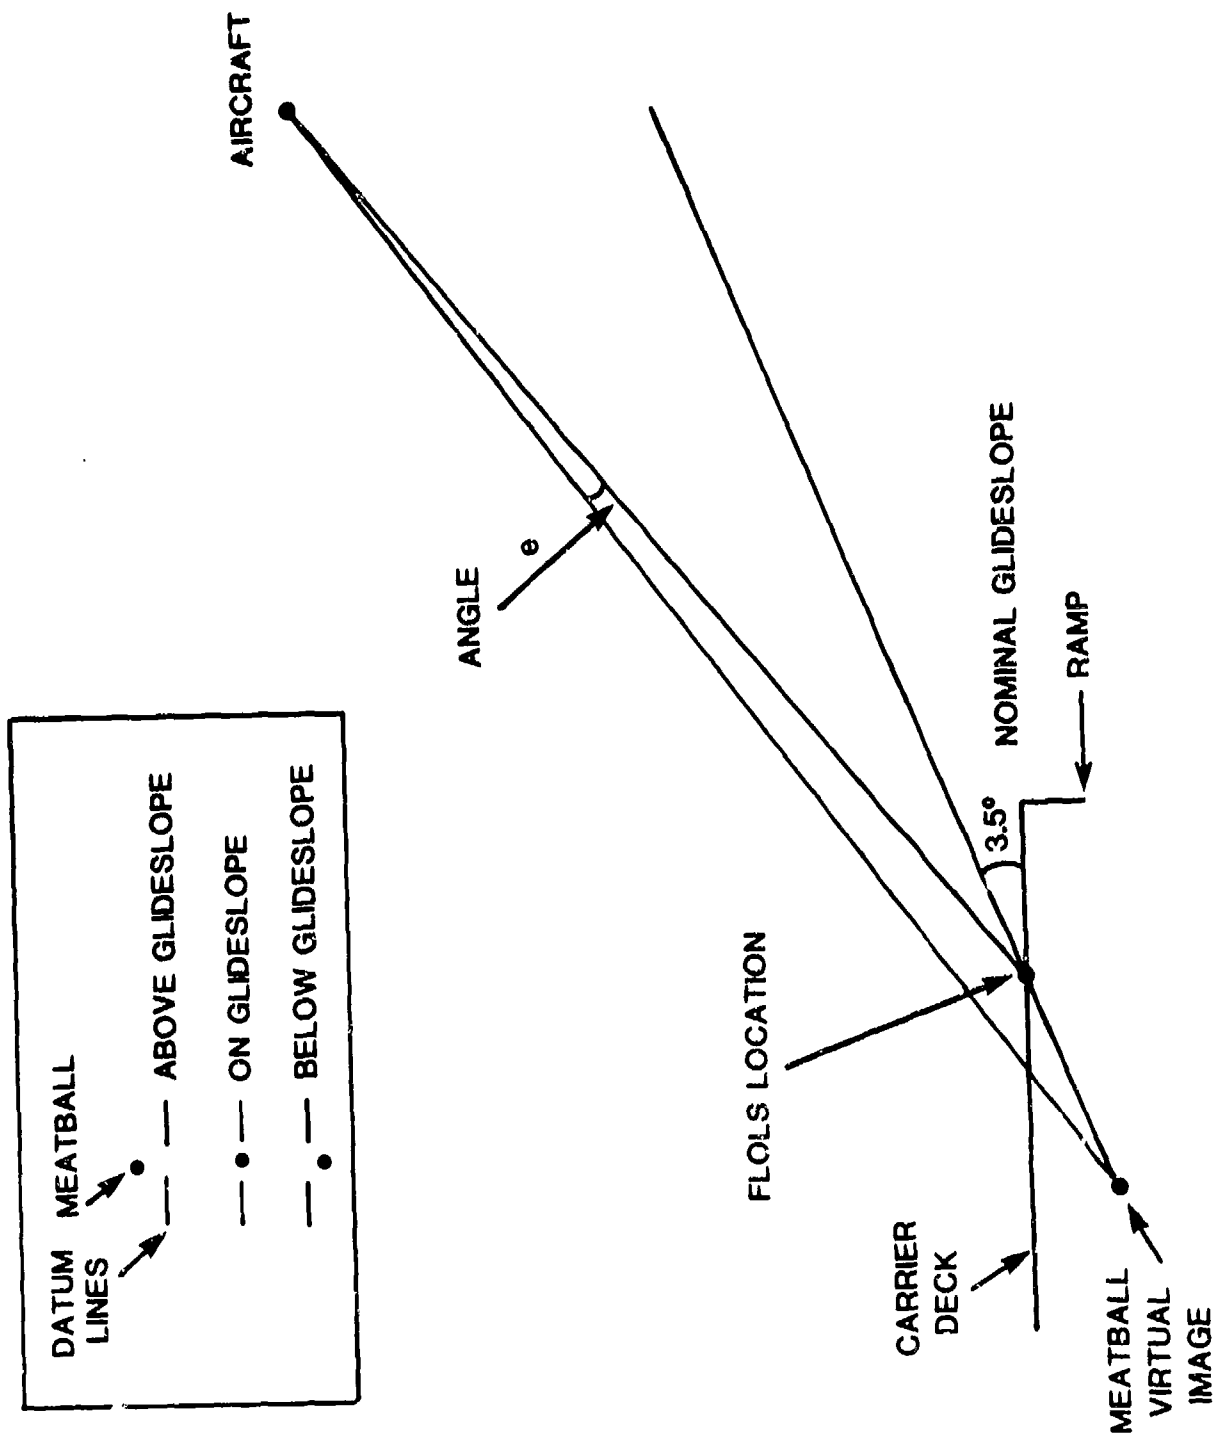 DATUM MEATBALL
LINES
ABOVE GLIDESLOPE
ON GLIDESLOPE
BELOW GLIDESLOPE
AIRCRAFT
ANGLE
e
FLOLS LOCATION
3.5°
NOMINAL GLIDESLOPE
RAMP
CARRIER
DECK
MEATBALL
VIRTUAL
IMAGE